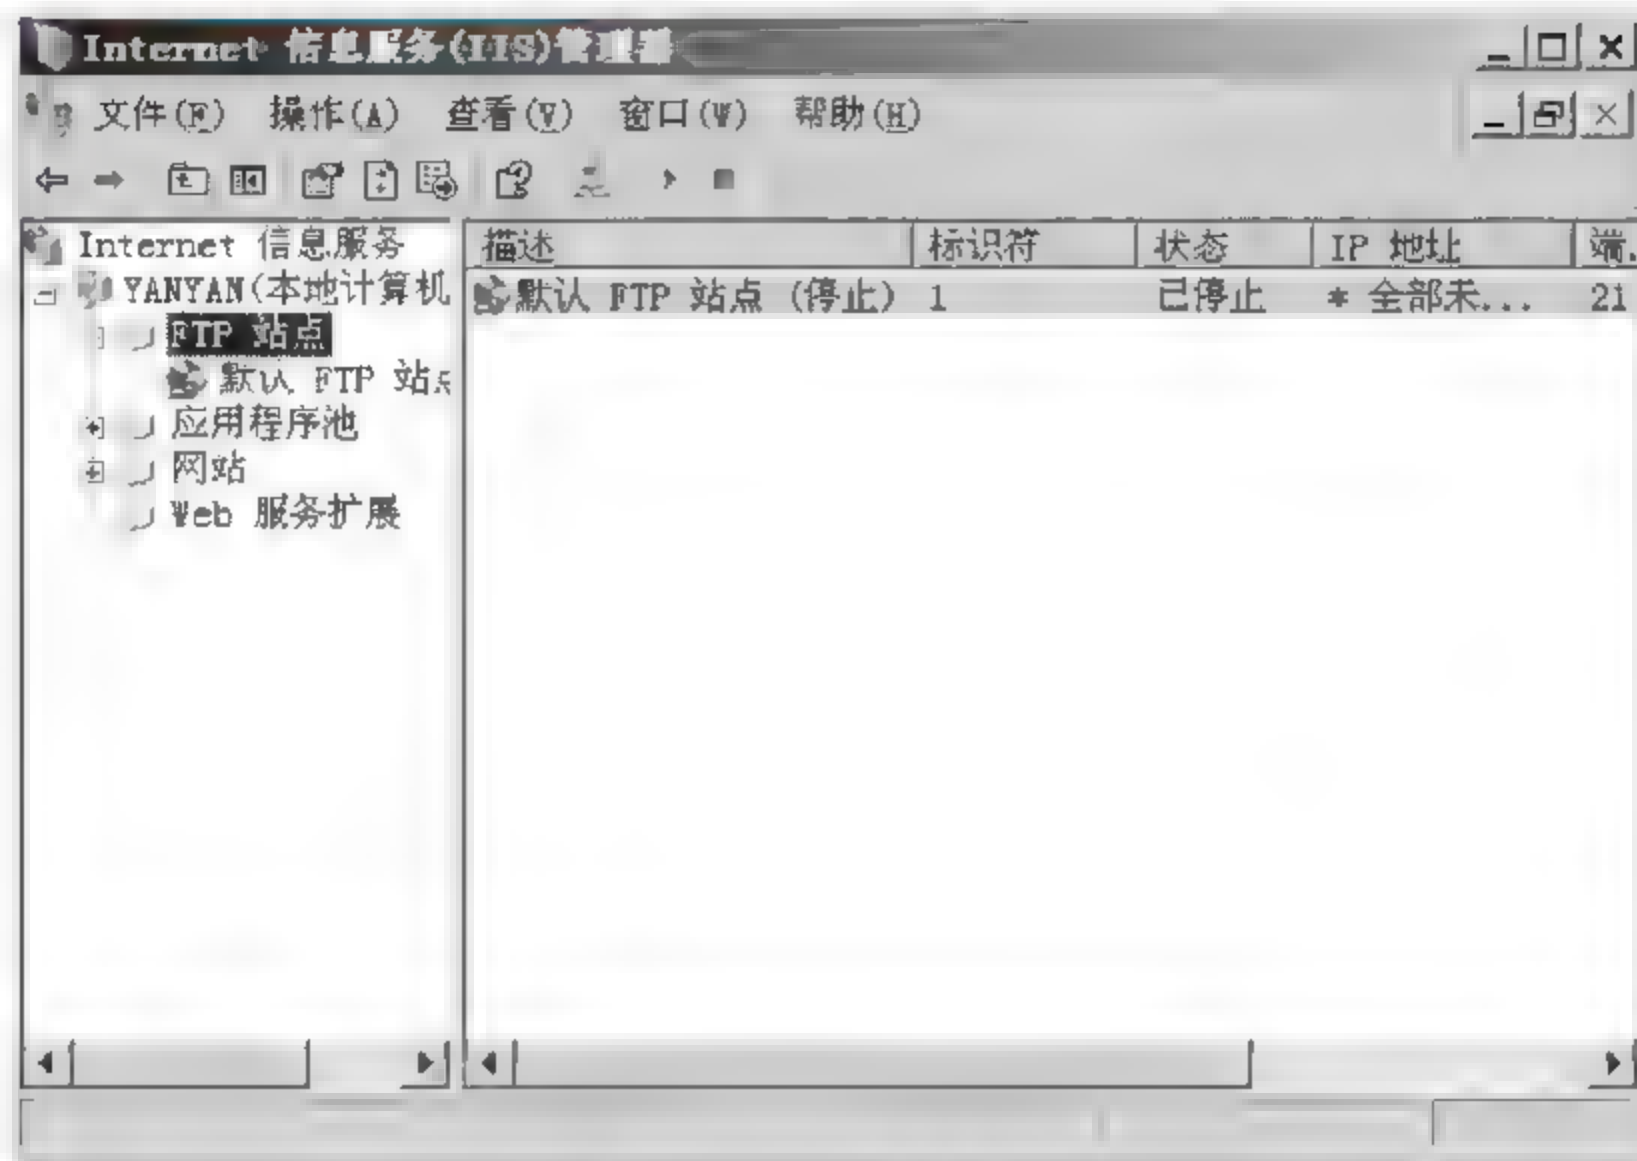 Internet 信息服务(IIS)管理器
文件(F) 操作(A) 查看(V) 窗口(W) 帮助(H)
Internet 信息服务
YANYAN(本地计算机
FTP 站点
默认 FTP 站点
应用程序池
网站
Web 服务扩展
描述 标识符 状态 IP 地址 端.
默认 FTP 站点 (停止) 1 已停止 * 全部未... 21